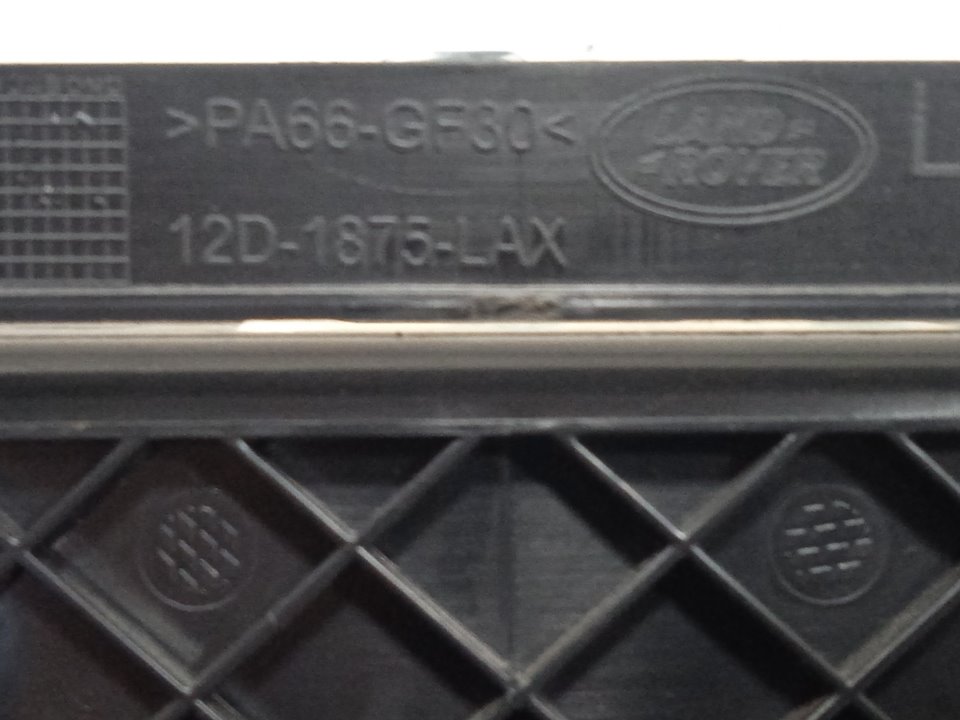 >PA66-GF30<
LAND
ROVER
12D-1875-LAX